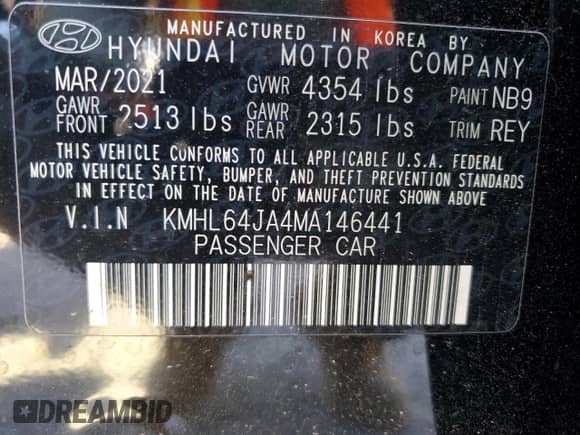 MANUFACTURED IN KOREA BY
HYUNDAI MOTOR COMPANY
MAR/2021 GVWR 4354 lbs PAINT NB9
GAWR FRONT 2513 lbs GAWR REAR 2315 lbs TRIM REY
THIS VEHICLE CONFORMS TO ALL APPLICABLE U.S.A. FEDERAL
MOTOR VEHICLE SAFETY, BUMPER, AND THEFT PREVENTION STANDARDS
IN EFFECT ON THE DATE OF MANUFACTURE SHOWN ABOVE
V.I.N KMHL64JA4MA146441
PASSENGER CAR
DREAMBID